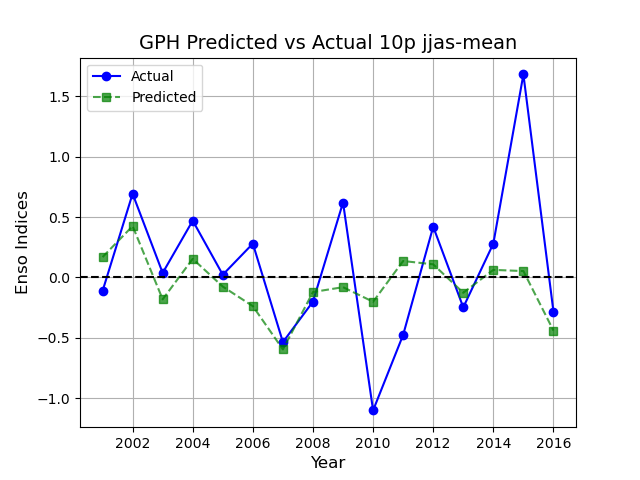 GPH Predicted vs Actual 10p jjas-mean
Actual
Predicted
Enso Indices
1.5
1.0
0.5
0.0
−0.5
−1.0
2002 2004 2006 2008 2010 2012 2014 2016
Year